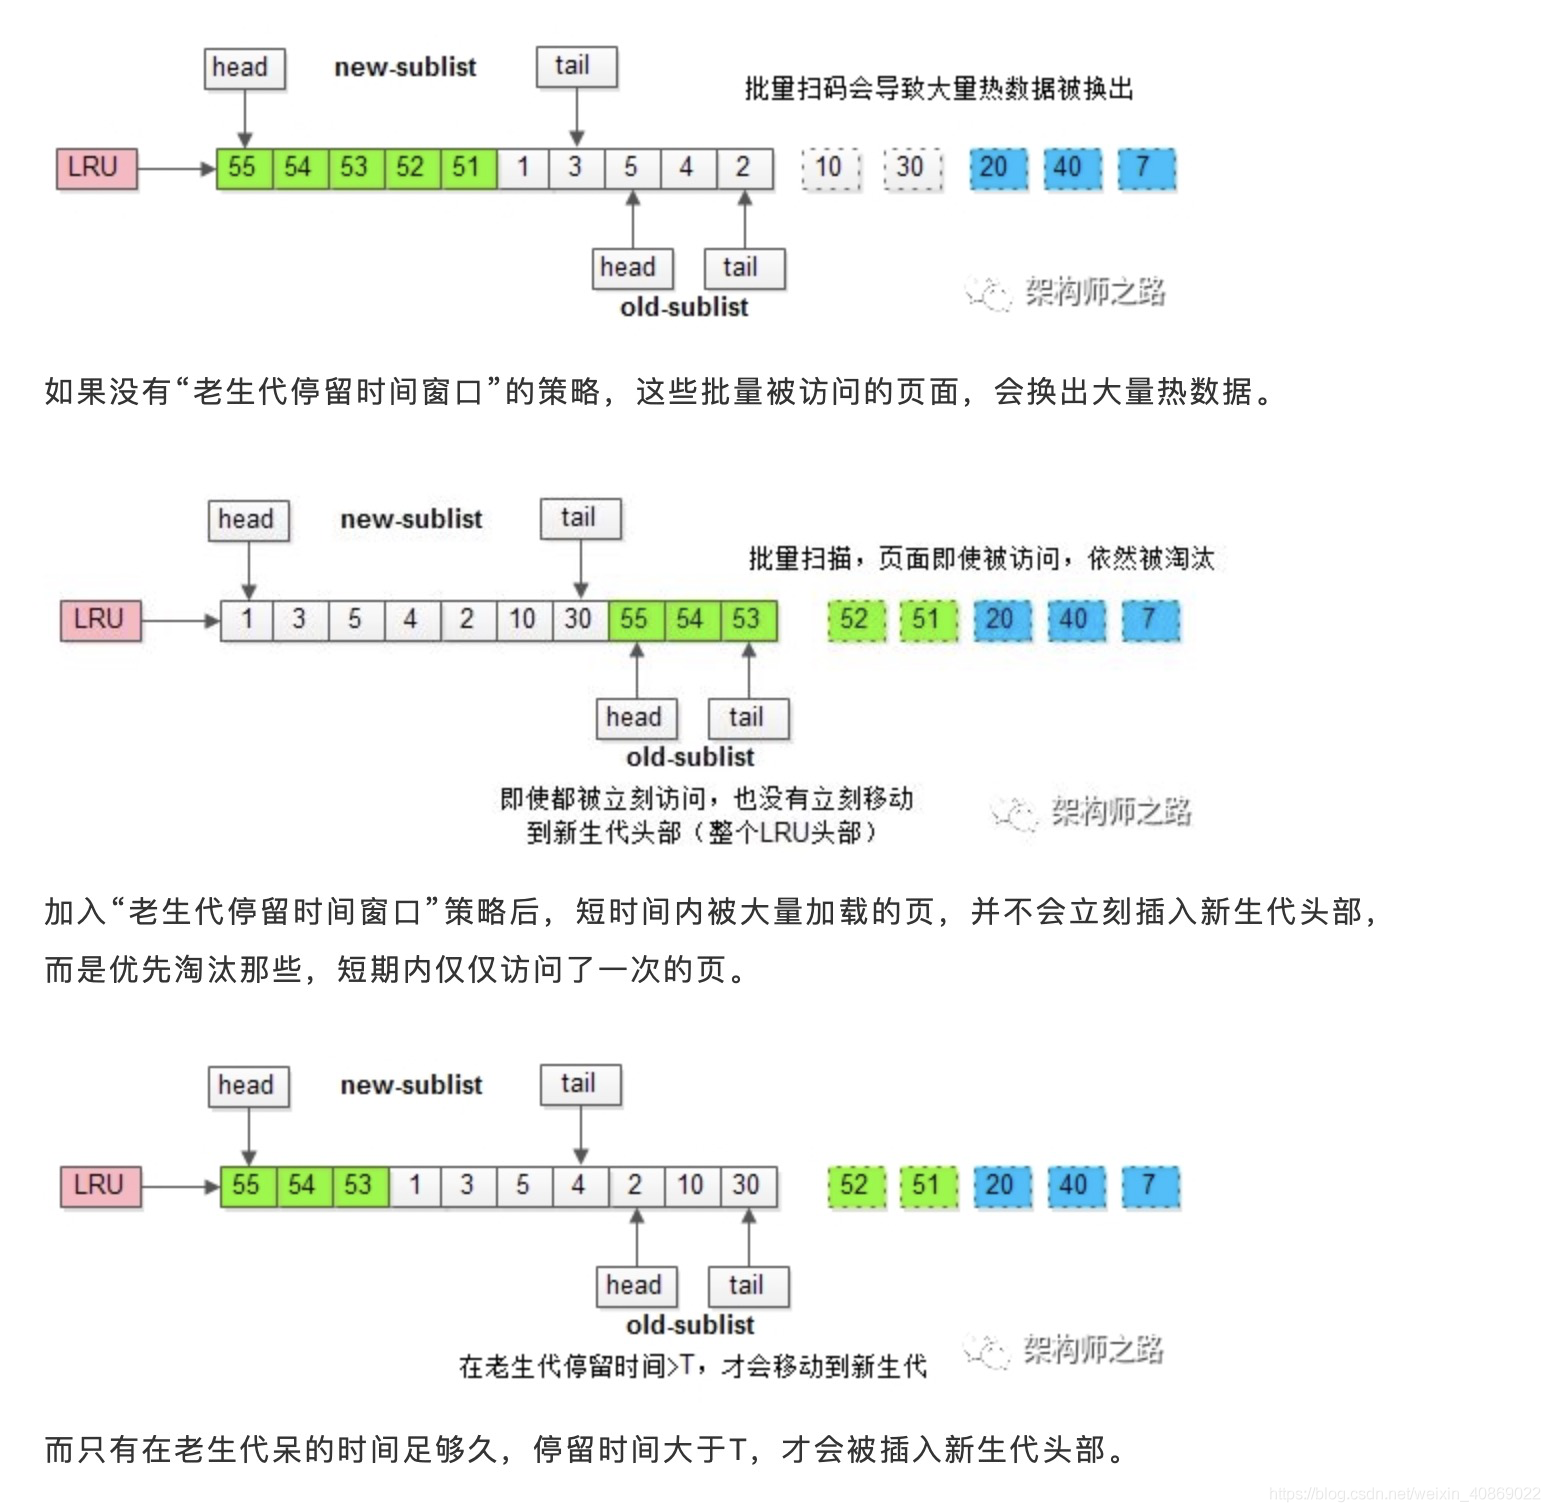 head new-sublist tail
批量扫码会导致大量热数据被换出
LRU 55 54 53 52 51 1 3 5 4 2 10 30 20 40 7
head tail
old-sublist
架构师之路
如果没有“老生代停留时间窗口”的策略，这些批量被访问的页面，会换出大量热数据。
head new-sublist tail
批量扫描，页面即使被访问，依然被淘汰
LRU 1 3 5 4 2 10 30 55 54 53 52 51 20 40 7
head tail
old-sublist
即使都被立刻访问，也没有立刻移动
到新生代头部（整个LRU头部）
架构师之路
加入“老生代停留时间窗口”策略后，短时间内被大量加载的页，并不会立刻插入新生代头部，
而是优先淘汰那些，短期内仅仅访问了一次的页。
head new-sublist tail
LRU 55 54 53 1 3 5 4 2 10 30 52 51 20 40 7
head tail
old-sublist
架构师之路
在老生代停留时间>T，才会移动到新生代
而只有在老生代呆的时间足够久，停留时间大于T，才会被插入新生代头部。
https://blog.csdn.net/weixin_40869022